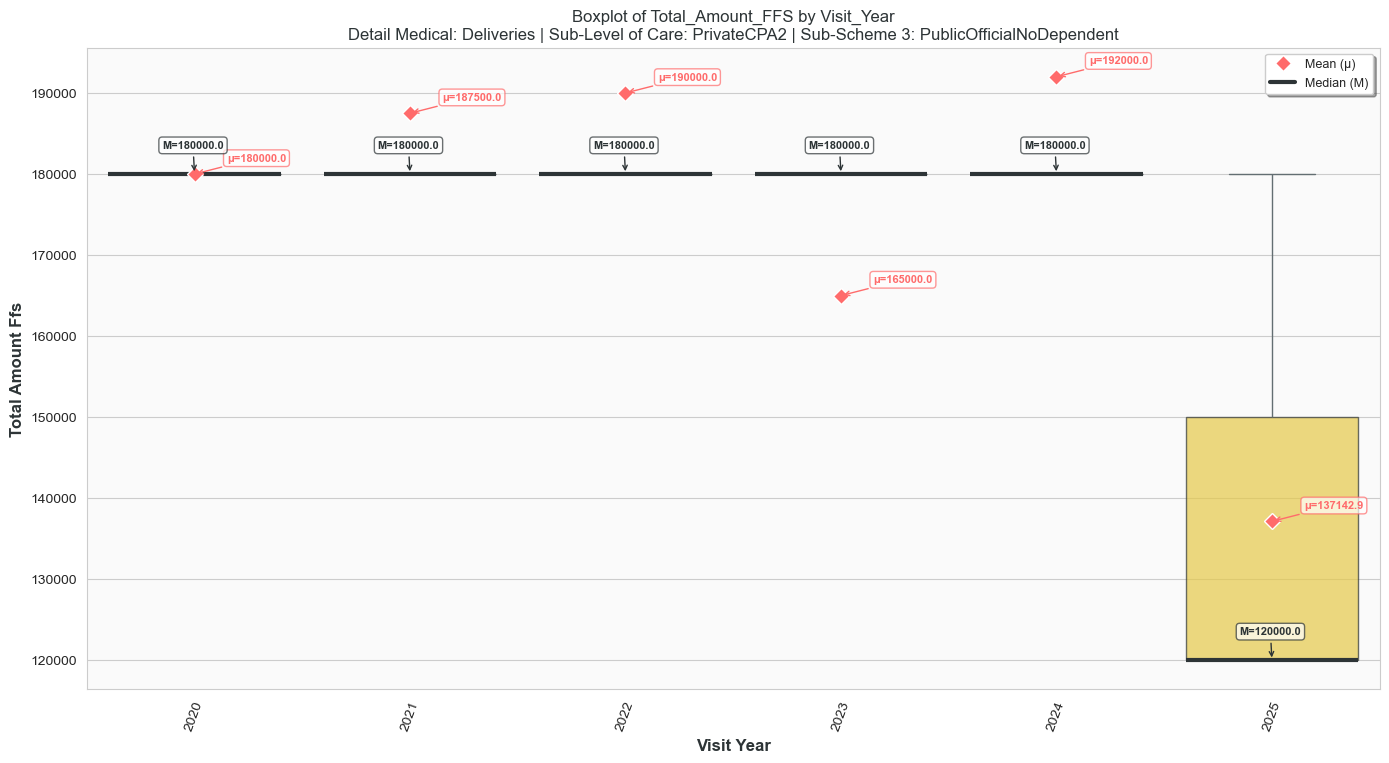 Boxplot of Total_Amount_FFS by Visit_Year
Detail Medical: Deliveries | Sub-Level of Care: PrivateCPA2 | Sub-Scheme 3: PublicOfficialNoDependent
Mean (μ)
Median (M)
Total Amount Ffs
190000
180000
170000
160000
150000
140000
130000
120000
M=180000.0
μ=180000.0
μ=187500.0
M=180000.0
μ=190000.0
M=180000.0
M=180000.0
μ=165000.0
μ=192000.0
M=180000.0
μ=137142.9
M=120000.0
2020
2021
2022
2023
2024
2025
Visit Year